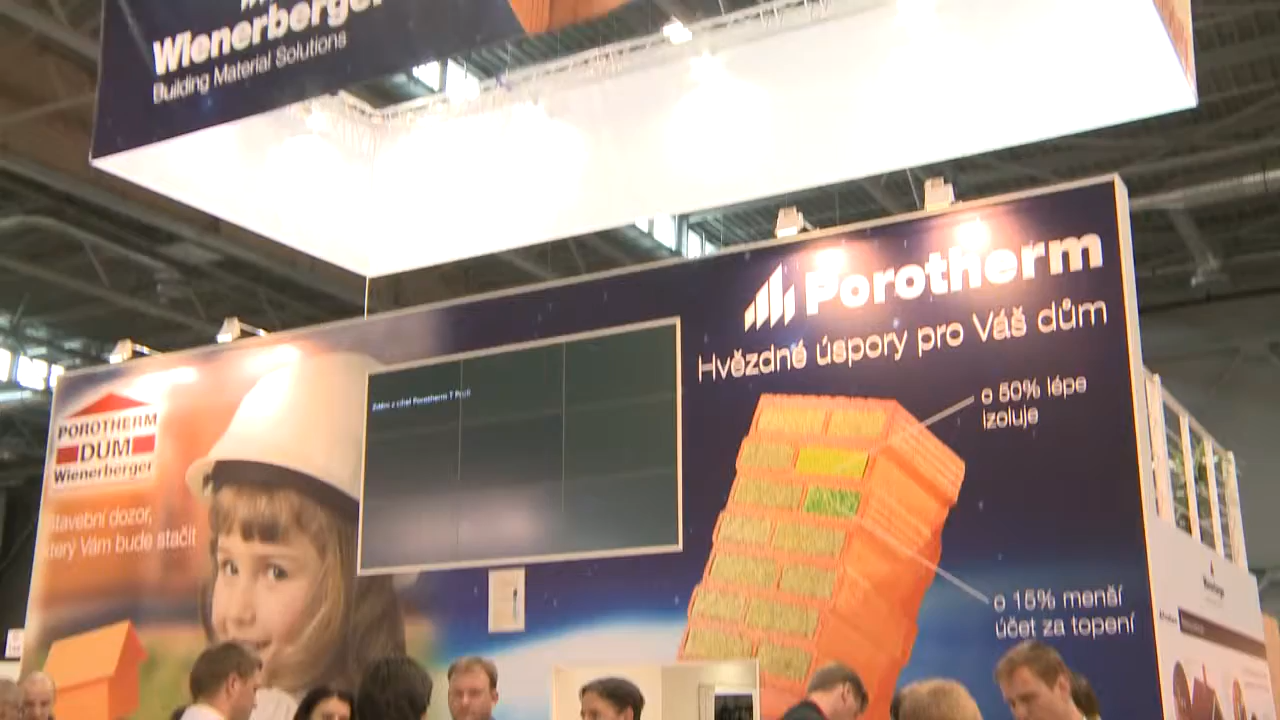 Wienerberger
Building Material Solutions
Porotherm
Hvězdné úspory pro Váš dům
o 50% lépe
izoluje
o 15% menší
účet za topení
POROTHERM
DUM
Wienerberger
Stavební dozor,
který Vám bude stačit